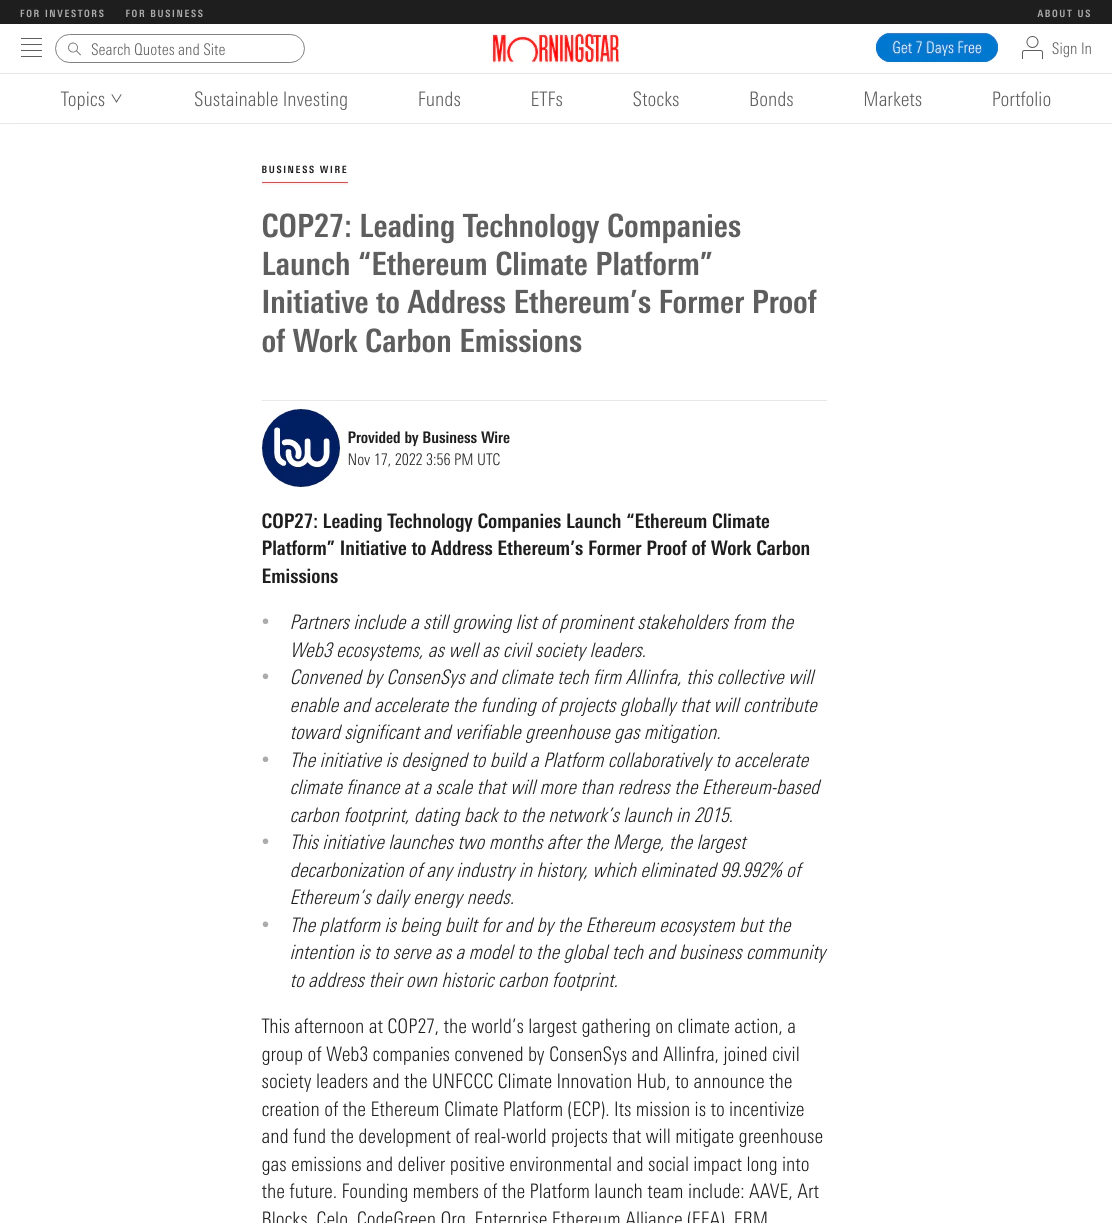 FOR INVESTORS FOR BUSINESS ABOUT US
Search Quotes and Site MORNINGSTAR Get 7 Days Free Sign In
Topics Sustainable Investing Funds ETFs Stocks Bonds Markets Portfolio
BUSINESS WIRE
COP27: Leading Technology Companies
Launch “Ethereum Climate Platform”
Initiative to Address Ethereum’s Former Proof
of Work Carbon Emissions
bw
Provided by Business Wire
Nov 17, 2022 3:56 PM UTC
COP27: Leading Technology Companies Launch “Ethereum Climate
Platform” Initiative to Address Ethereum’s Former Proof of Work Carbon
Emissions
• Partners include a still growing list of prominent stakeholders from the
Web3 ecosystems, as well as civil society leaders.
• Convened by ConsenSys and climate tech firm Allinfra, this collective will
enable and accelerate the funding of projects globally that will contribute
toward significant and verifiable greenhouse gas mitigation.
• The initiative is designed to build a Platform collaboratively to accelerate
climate finance at a scale that will more than redress the Ethereum-based
carbon footprint, dating back to the network’s launch in 2015.
• This initiative launches two months after the Merge, the largest
decarbonization of any industry in history, which eliminated 99.992% of
Ethereum’s daily energy needs.
• The platform is being built for and by the Ethereum ecosystem but the
intention is to serve as a model to the global tech and business community
to address their own historic carbon footprint.
This afternoon at COP27, the world’s largest gathering on climate action, a
group of Web3 companies convened by ConsenSys and Allinfra, joined civil
society leaders and the UNFCCC Climate Innovation Hub, to announce the
creation of the Ethereum Climate Platform (ECP). Its mission is to incentivize
and fund the development of real-world projects that will mitigate greenhouse
gas emissions and deliver positive environmental and social impact long into
the future. Founding members of the Platform launch team include: AAVE, Art
Blocks, Celo, CodeGreen.Org, Enterprise Ethereum Alliance (EEA), ERM,